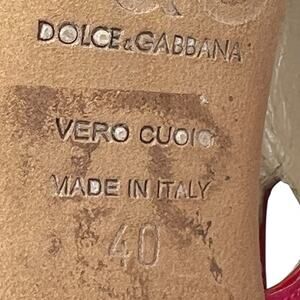 DOLCE & GABBANA
VERO CUOIO
MADE IN ITALY
40